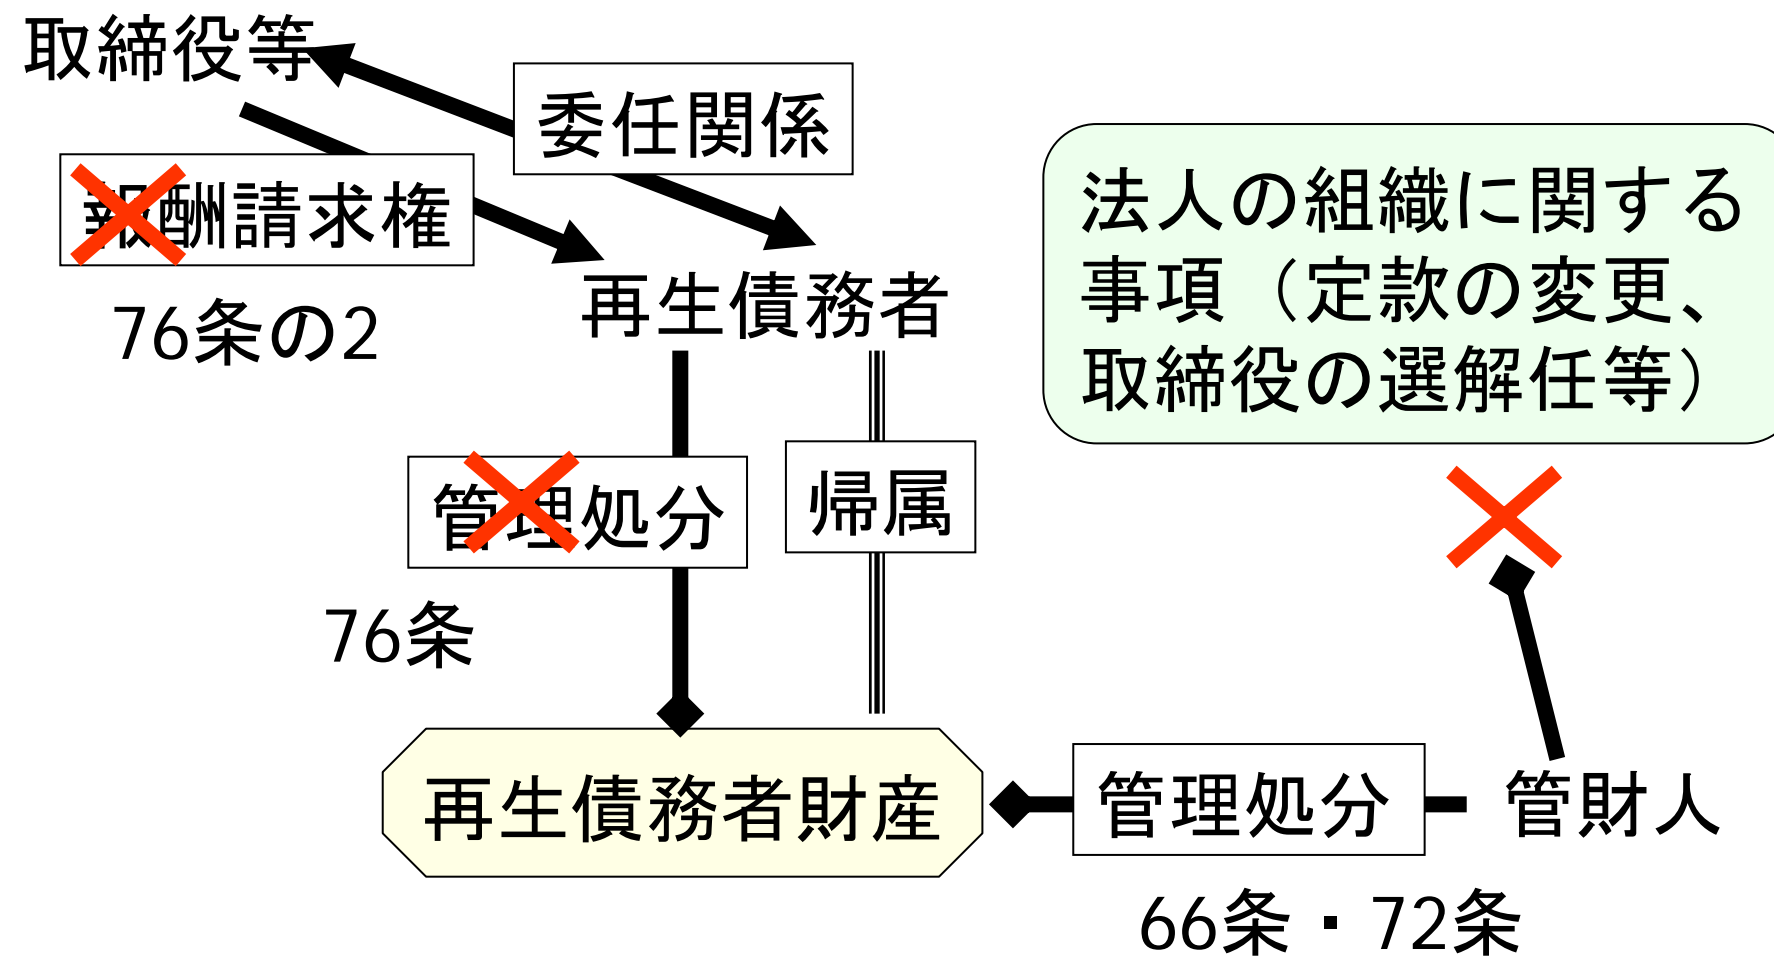 取締役等
委任関係
報酬請求権
76条の2
再生債務者
法人の組織に関する
事項（定款の変更、
取締役の選解任等）
管理処分
帰属
76条
再生債務者財産
管理処分
管財人
66条・72条